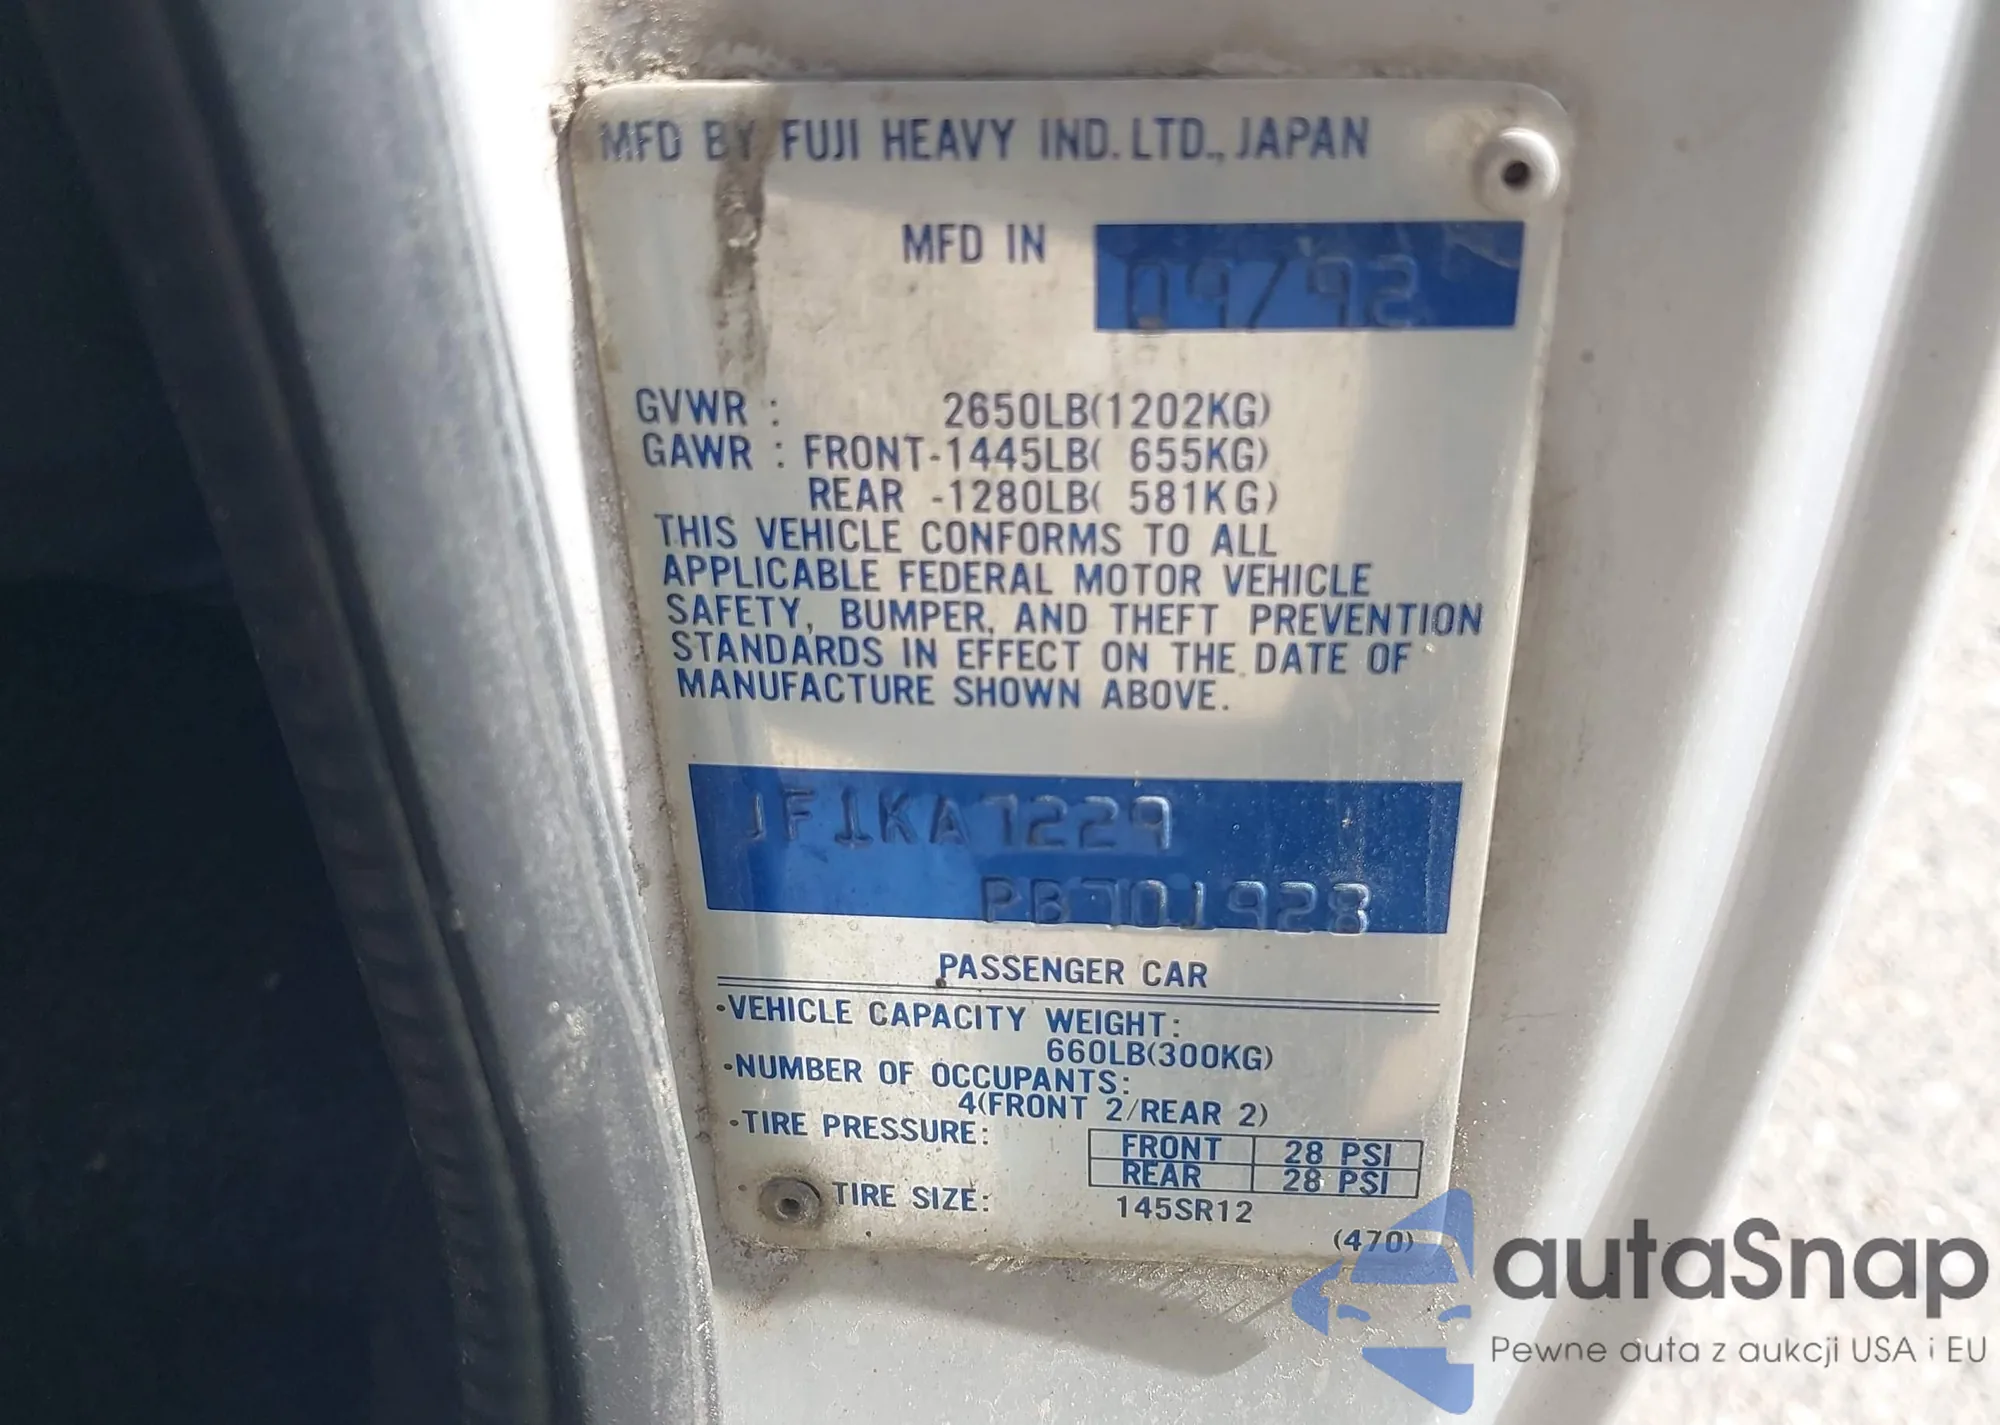 MFD BY FUJI HEAVY IND. LTD., JAPAN
MFD IN 09/92
GVWR : 2650LB(1202KG)
GAWR : FRONT-1445LB( 655KG)
REAR -1280LB( 581KG)
THIS VEHICLE CONFORMS TO ALL
APPLICABLE FEDERAL MOTOR VEHICLE
SAFETY, BUMPER, AND THEFT PREVENTION
STANDARDS IN EFFECT ON THE DATE OF
MANUFACTURE SHOWN ABOVE.
JF1KA7229
PB701928
PASSENGER CAR
·VEHICLE CAPACITY WEIGHT:
660LB(300KG)
·NUMBER OF OCCUPANTS:
4(FRONT 2/REAR 2)
·TIRE PRESSURE:
FRONT 28 PSI
REAR 28 PSI
·TIRE SIZE: 145SR12
(470)
autaSnap
Pewne auta z aukcji USA i EU